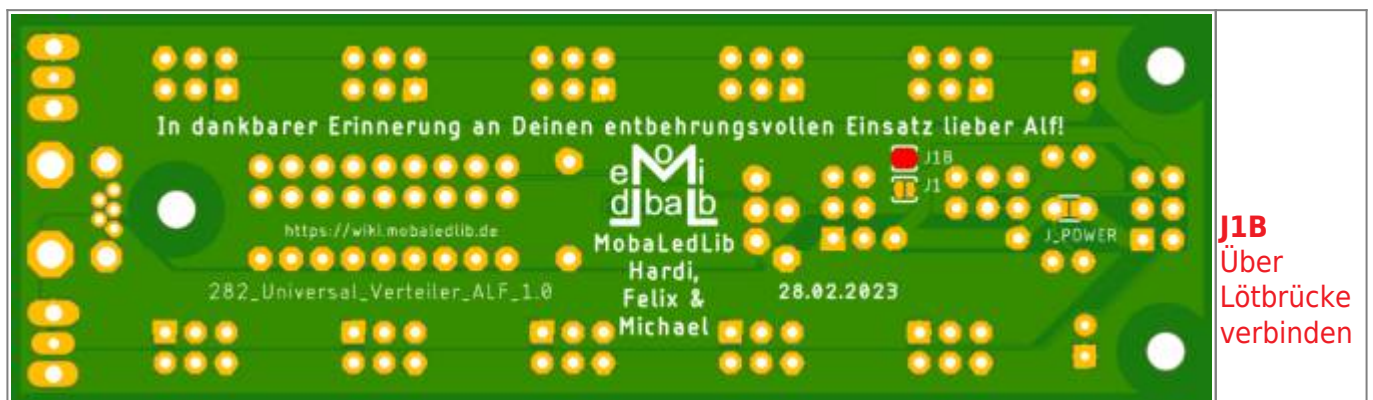 In dankbarer Erinnerung an Deinen entbehrungsvollen Einsatz lieber Alf!
e M o i
d ba l b
J1B
J1
https://wiki.mobaledlib.de
J_POWER
MobaLedLib
Hardi,
Felix &
Michael
282_Universal_Verteiler_ALF_1.0
28.02.2023
J1B
Über
Lötbrücke
verbinden